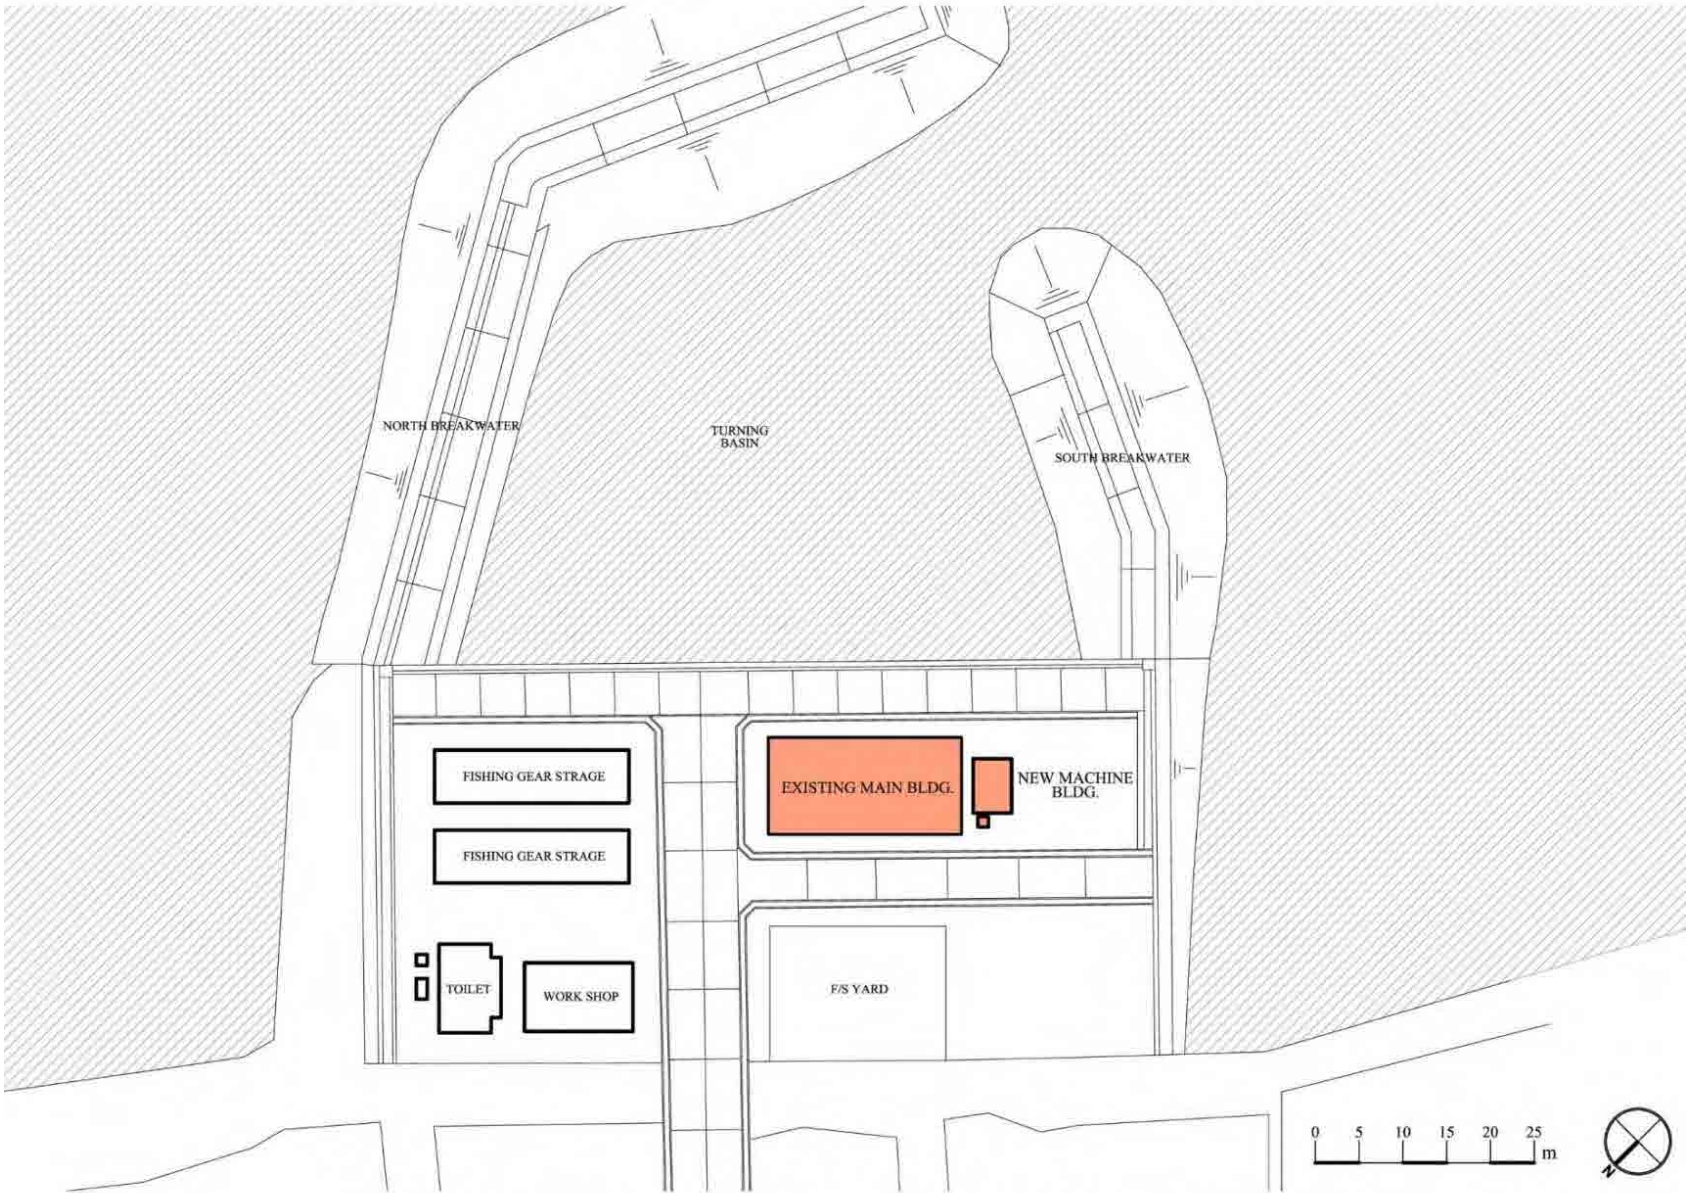 NORTH BREAKWATER
TURNING
BASIN
SOUTH BREAKWATER
FISHING GEAR STRAGE
EXISTING MAIN BLDG.
NEW MACHINE
BLDG.
FISHING GEAR STRAGE
TOILET
WORK SHOP
F/S YARD
0 5 10 15 20 25
m
N